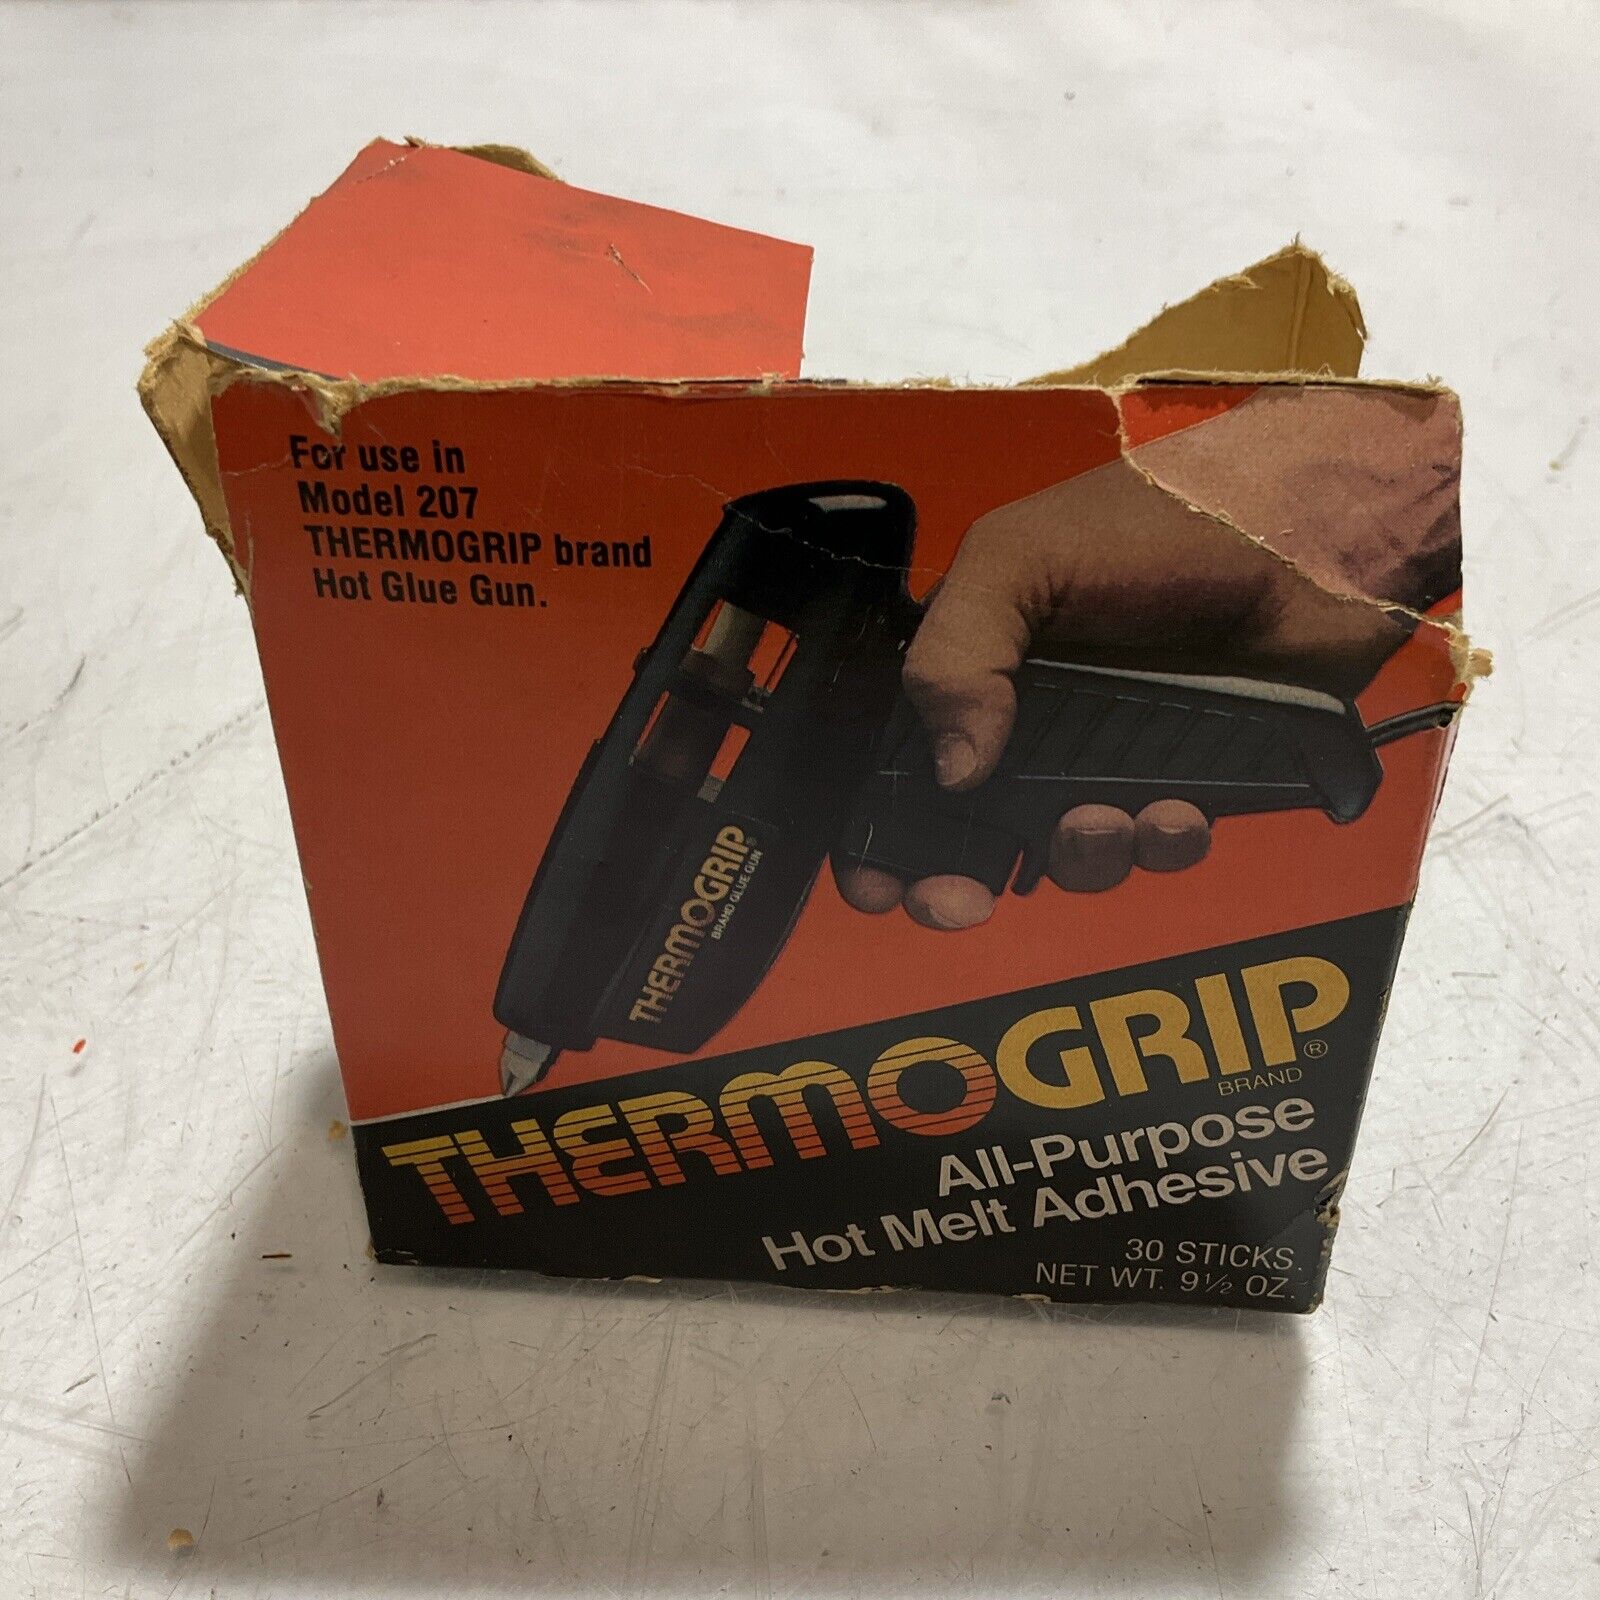 For use in
Model 207
THERMOGRIP brand
Hot Glue Gun.
THERMOGRIP®
BRAND GLUE GUN
THERMOGRIP®
BRAND
All-Purpose
Hot Melt Adhesive
30 STICKS.
NET WT. 9½ OZ.